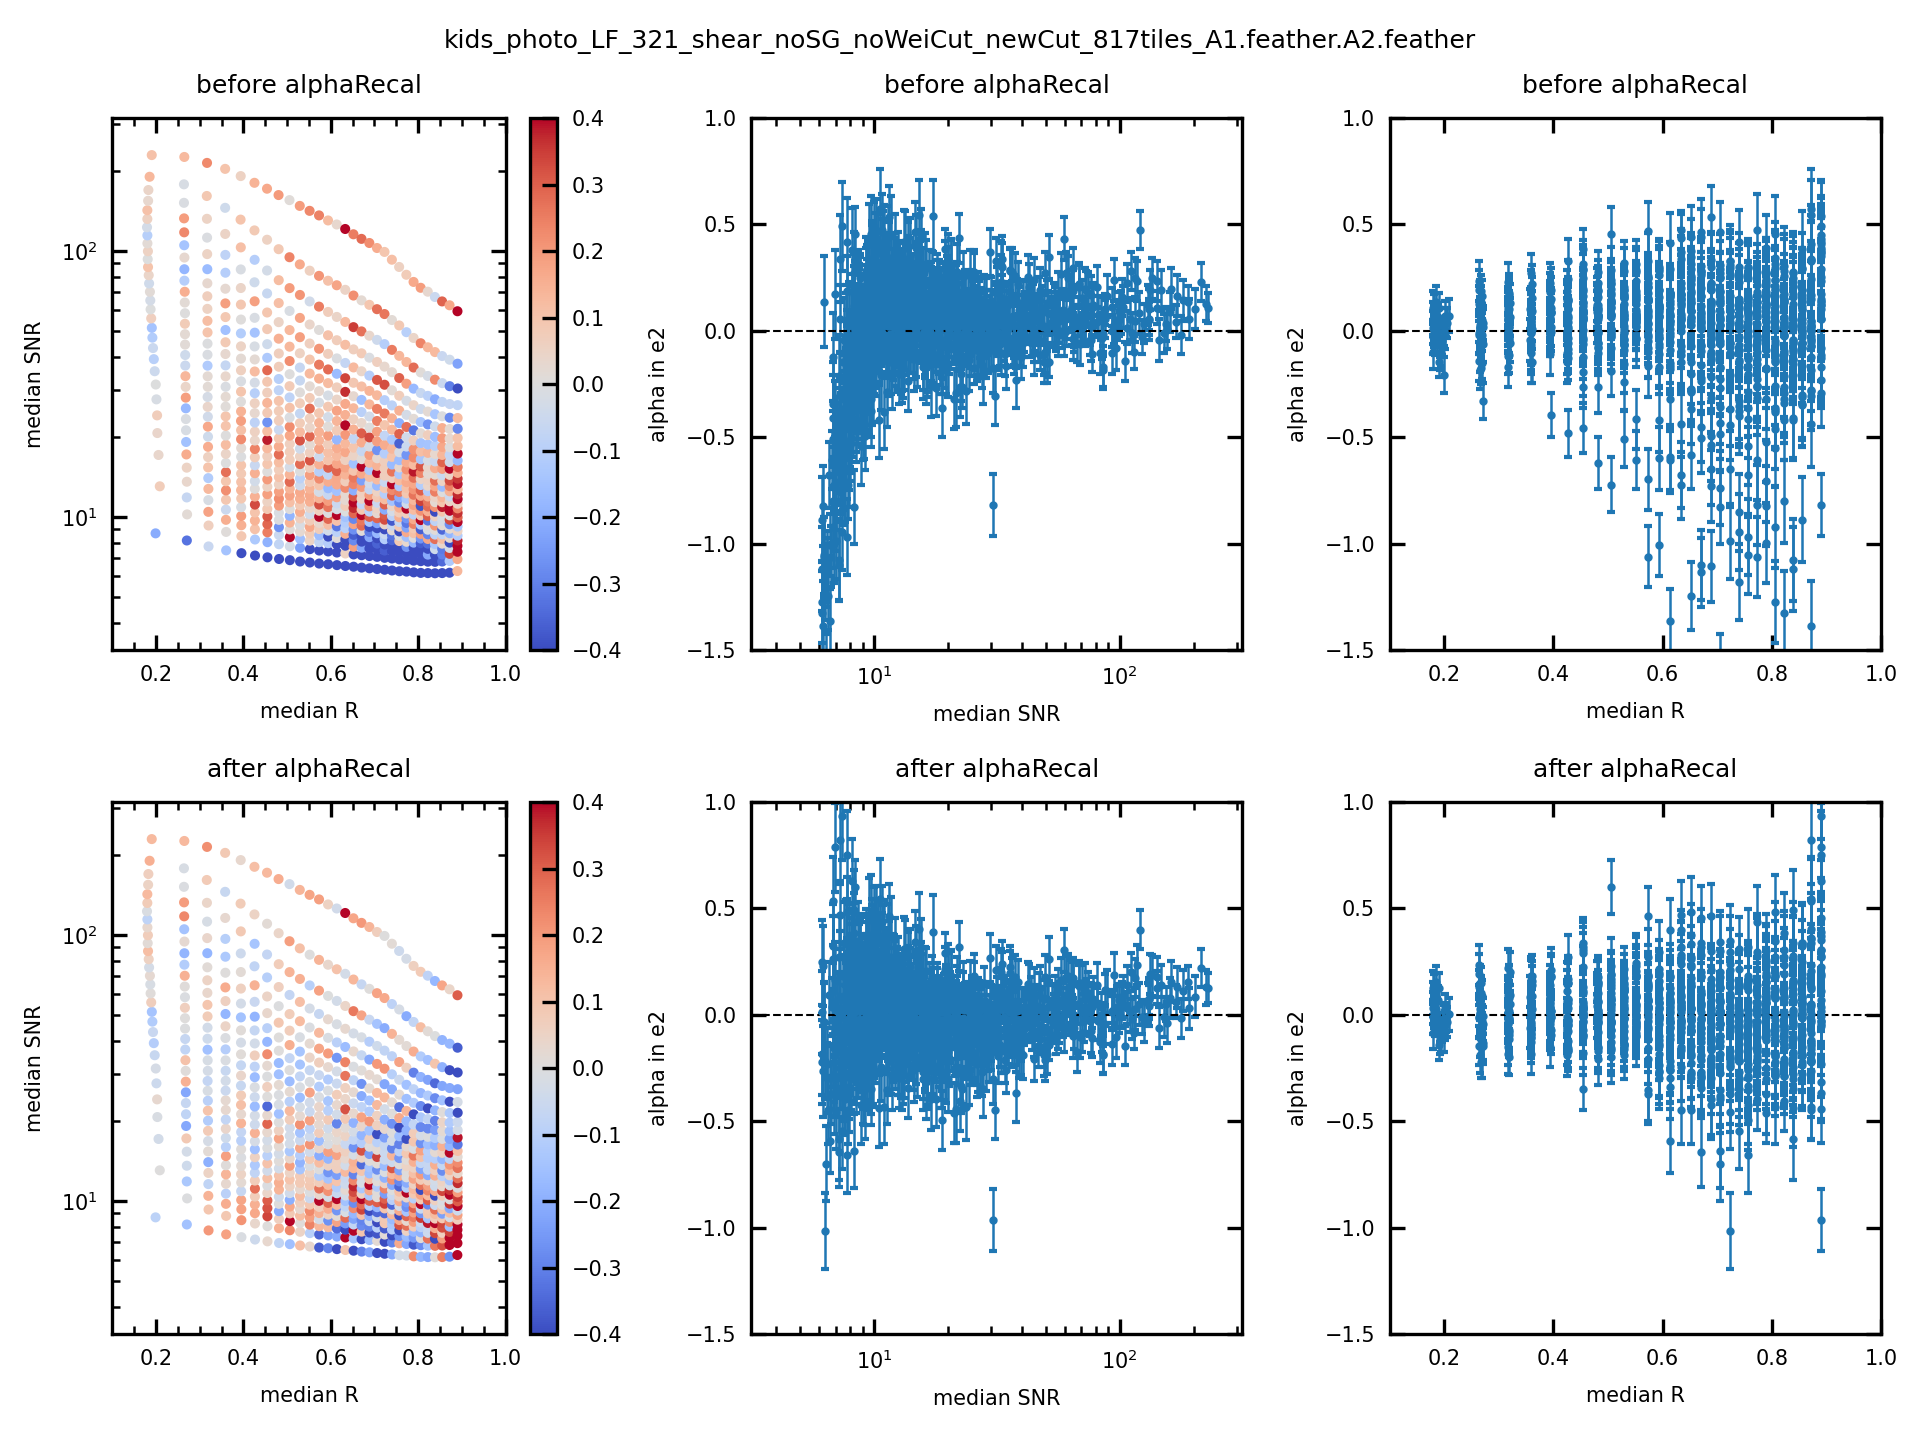 kids_photo_LF_321_shear_noSG_noWeiCut_newCut_817tiles_A1.feather.A2.feather
before alphaRecal
median SNR
10²
10¹
0.2 0.4 0.6 0.8 1.0
median R
0.4
0.3
0.2
0.1
0.0
−0.1
−0.2
−0.3
−0.4
before alphaRecal
alpha in e2
1.0
0.5
0.0
−0.5
−1.0
−1.5
10¹ 10²
median SNR
before alphaRecal
alpha in e2
1.0
0.5
0.0
−0.5
−1.0
−1.5
0.2 0.4 0.6 0.8 1.0
median R
after alphaRecal
median SNR
10²
10¹
0.2 0.4 0.6 0.8 1.0
median R
0.4
0.3
0.2
0.1
0.0
−0.1
−0.2
−0.3
−0.4
after alphaRecal
alpha in e2
1.0
0.5
0.0
−0.5
−1.0
−1.5
10¹ 10²
median SNR
after alphaRecal
alpha in e2
1.0
0.5
0.0
−0.5
−1.0
−1.5
0.2 0.4 0.6 0.8 1.0
median R